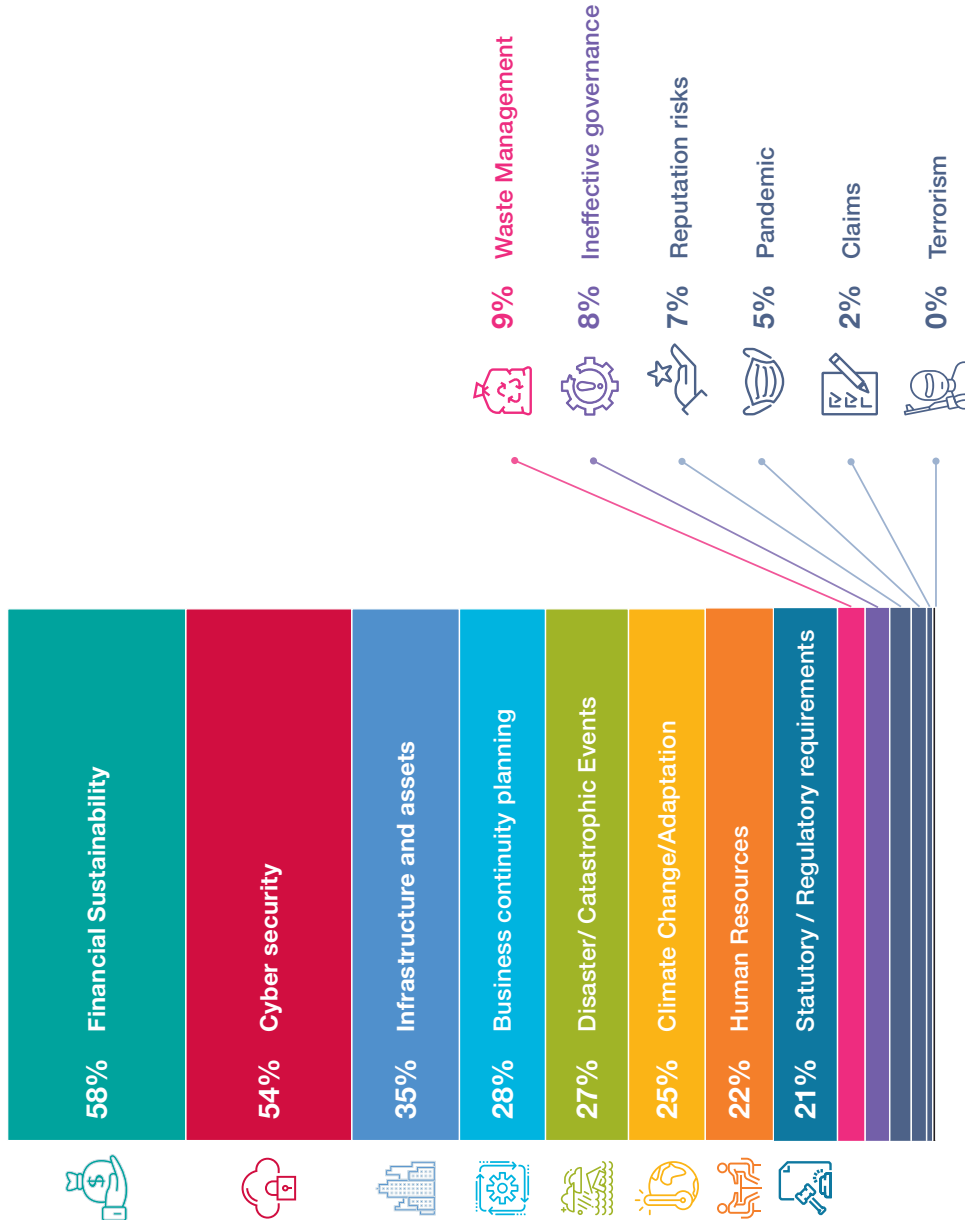 58% Financial Sustainability
54% Cyber security
35% Infrastructure and assets
28% Business continuity planning
27% Disaster/ Catastrophic Events
25% Climate Change/Adaptation
22% Human Resources
21% Statutory / Regulatory requirements
9% Waste Management
8% Ineffective governance
7% Reputation risks
5% Pandemic
2% Claims
0% Terrorism
$